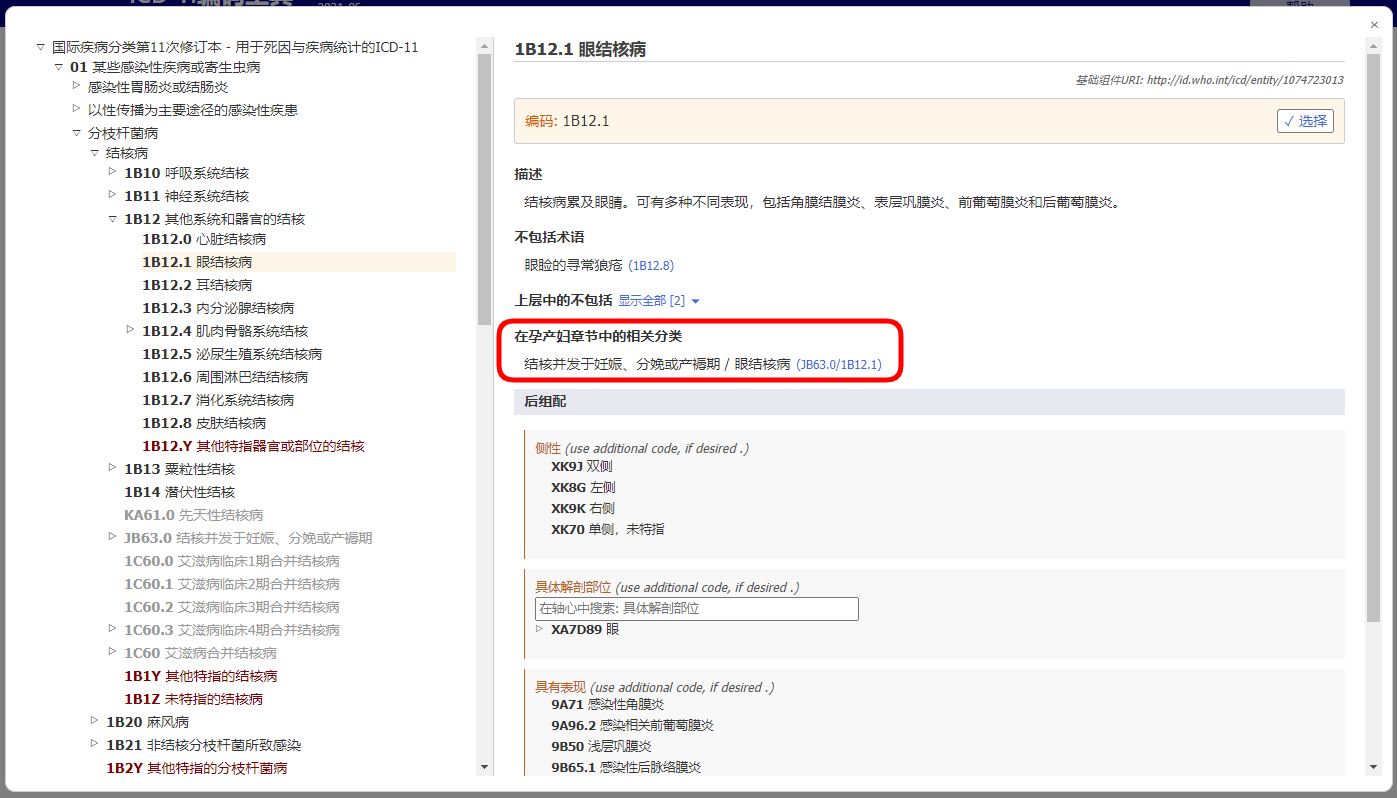 2021-05
帮助
×
国际疾病分类第11次修订本 - 用于死因与疾病统计的ICD-11
01 某些感染性疾病或寄生虫病
感染性胃肠炎或结肠炎
以性传播为主要途径的感染性疾患
分枝杆菌病
结核病
1B10 呼吸系统结核
1B11 神经系统结核
1B12 其他系统和器官的结核
1B12.0 心脏结核病
1B12.1 眼结核病
1B12.2 耳结核病
1B12.3 内分泌腺结核病
1B12.4 肌肉骨骼系统结核
1B12.5 泌尿生殖系统结核病
1B12.6 周围淋巴结结核病
1B12.7 消化系统结核病
1B12.8 皮肤结核病
1B12.Y 其他特指器官或部位的结核
1B13 粟粒性结核
1B14 潜伏性结核
KA61.0 先天性结核病
JB63.0 结核并发于妊娠、分娩或产褥期
1C60.0 艾滋病临床1期合并结核病
1C60.1 艾滋病临床2期合并结核病
1C60.2 艾滋病临床3期合并结核病
1C60.3 艾滋病临床4期合并结核病
1C60 艾滋病合并结核病
1B1Y 其他特指的结核病
1B1Z 未特指的结核病
1B20 麻风病
1B21 非结核分枝杆菌所致感染
1B2Y 其他特指的分枝杆菌病
1B12.1 眼结核病
基础组件URI: http://id.who.int/icd/entity/1074723013
编码: 1B12.1
✓ 选择
描述
结核病累及眼睛。可有多种不同表现，包括角膜结膜炎、表层巩膜炎、前葡萄膜炎和后葡萄膜炎。
不包括术语
眼睑的寻常狼疮 (1B12.8)
上层中的不包括 显示全部 [2]
在孕产妇章节中的相关分类
结核并发于妊娠、分娩或产褥期 / 眼结核病 (JB63.0/1B12.1)
后组配
侧性 (use additional code, if desired .)
XK9J 双侧
XK8G 左侧
XK9K 右侧
XK70 单侧，未特指
具体解剖部位 (use additional code, if desired .)
在轴心中搜索: 具体解剖部位
XA7D89 眼
具有表现 (use additional code, if desired .)
9A71 感染性角膜炎
9A96.2 感染相关前葡萄膜炎
9B50 浅层巩膜炎
9B65.1 感染性后脉络膜炎